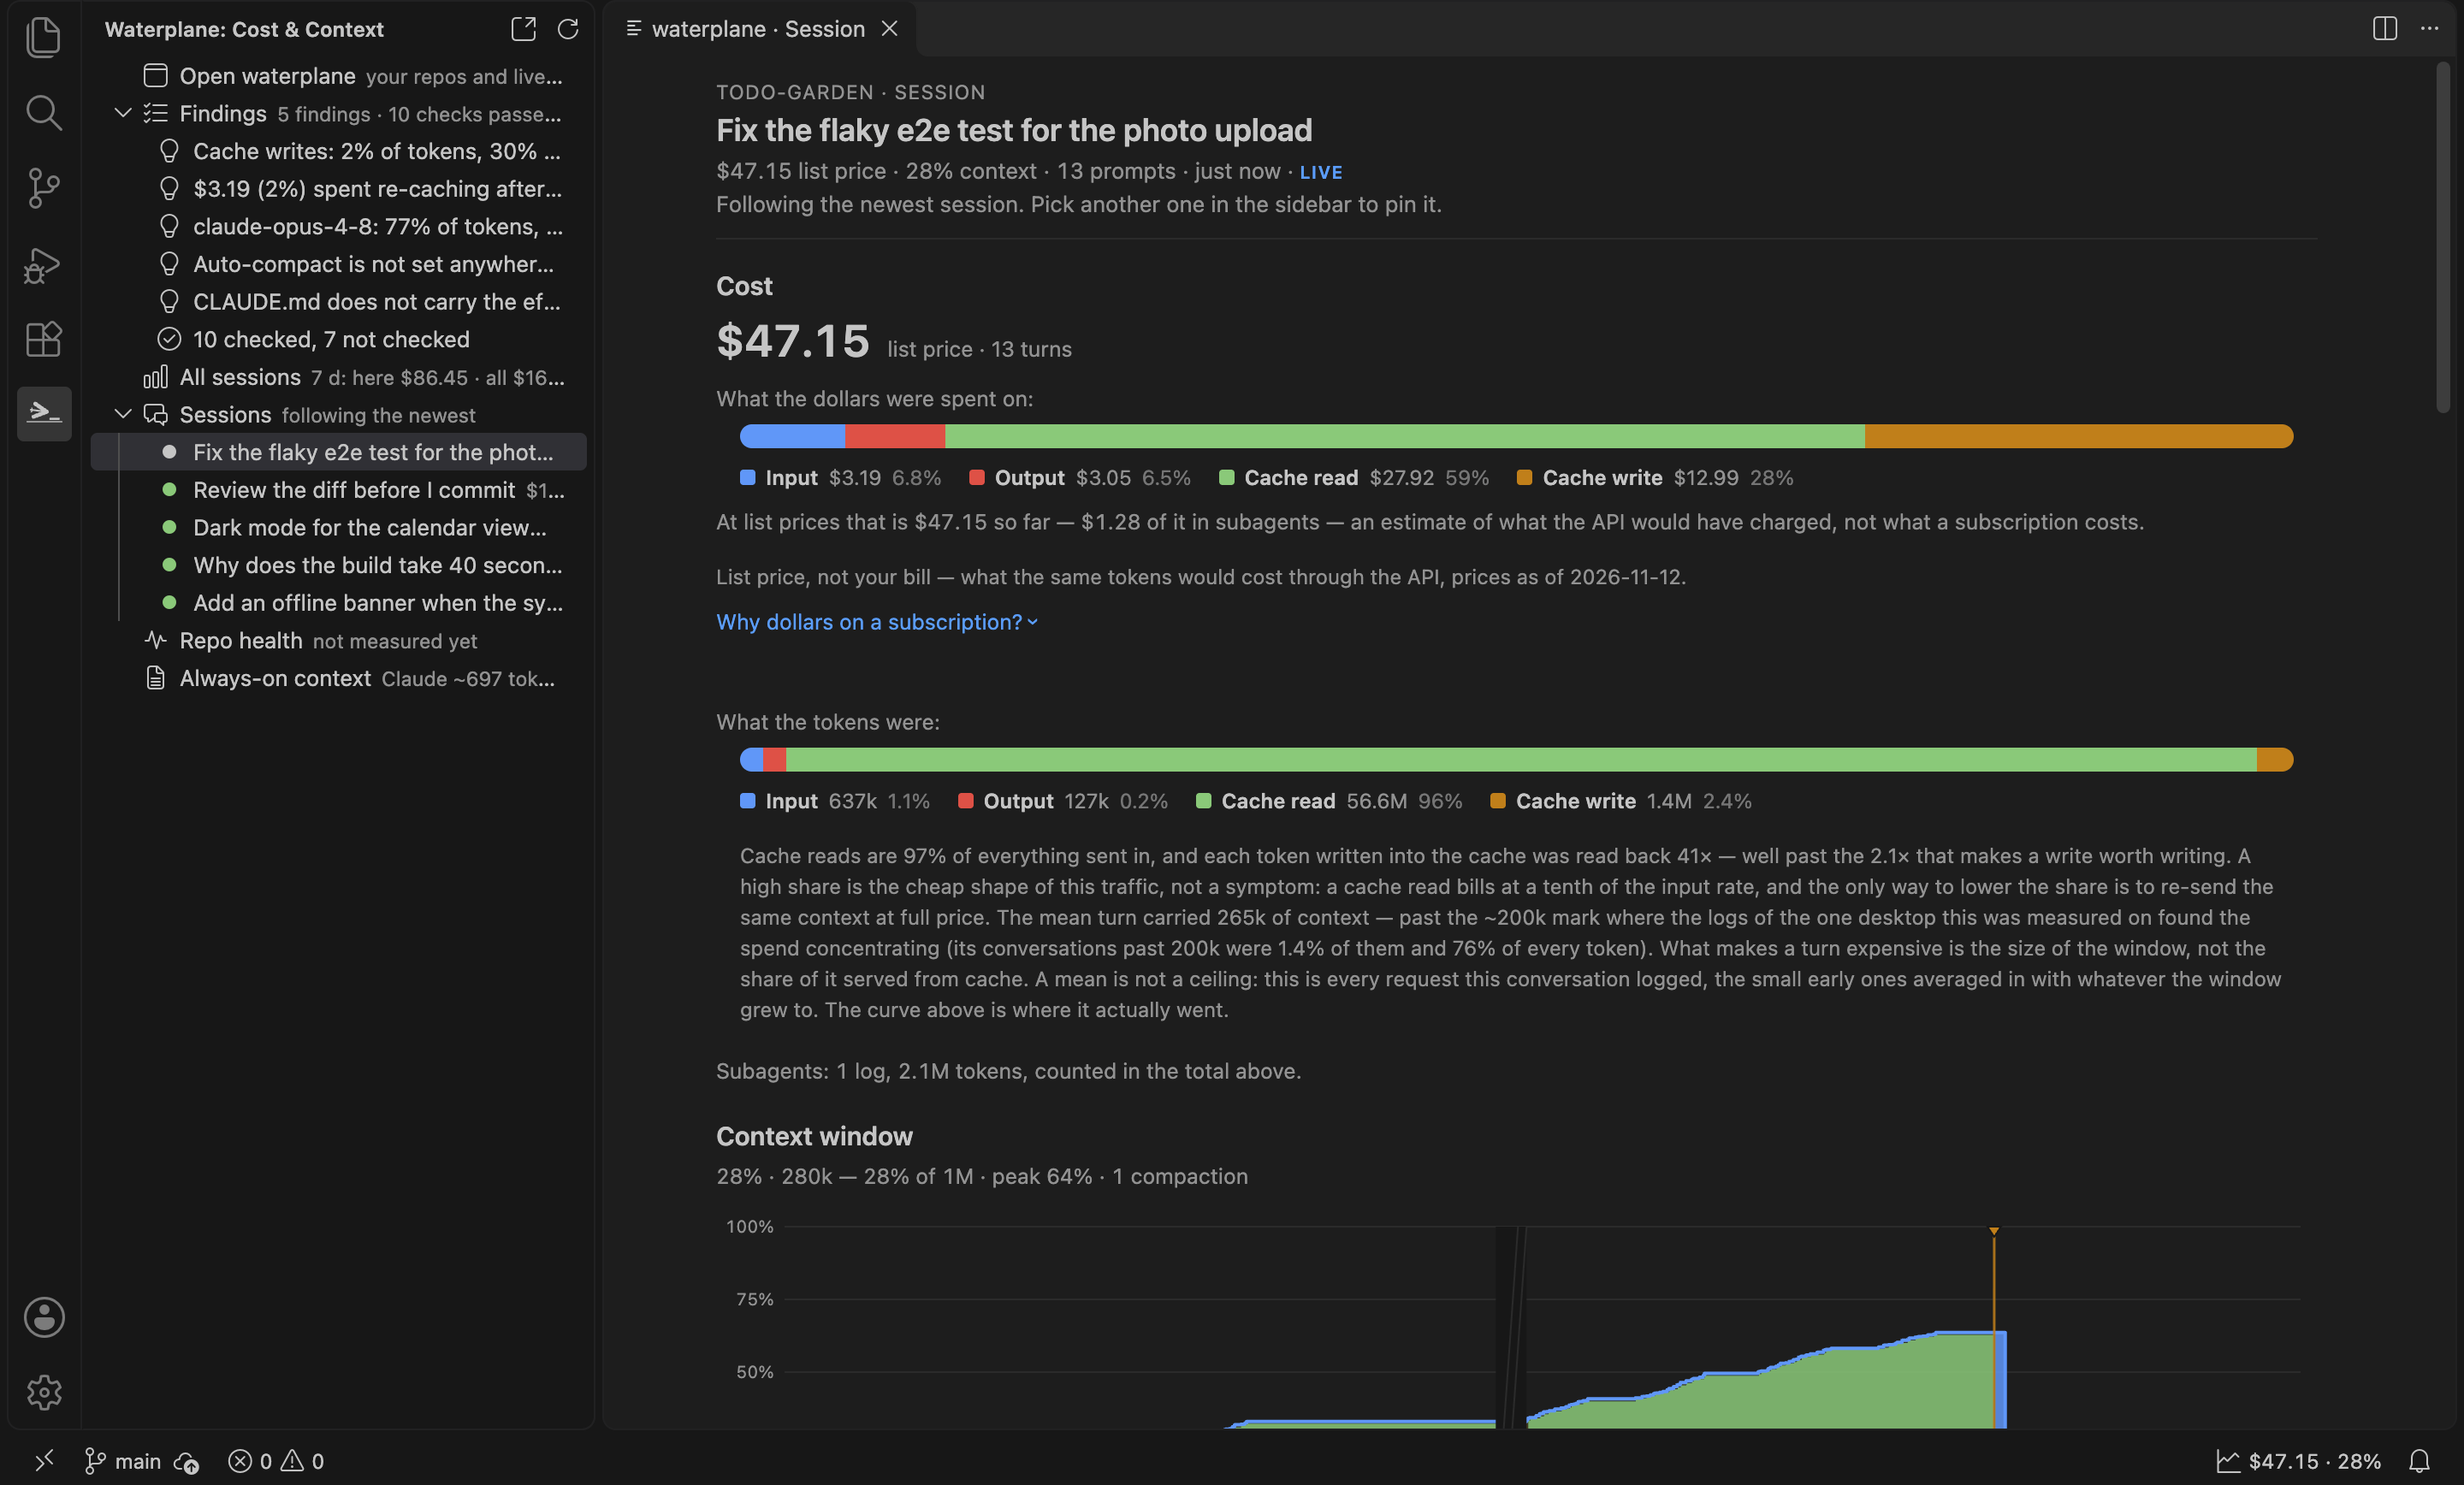 Waterplane: Cost & Context
Open waterplane your repos and live...
Findings 5 findings · 10 checks passe...
Cache writes: 2% of tokens, 30% ...
$3.19 (2%) spent re-caching after...
claude-opus-4-8: 77% of tokens, ...
Auto-compact is not set anywher...
CLAUDE.md does not carry the ef...
10 checked, 7 not checked
All sessions 7 d: here $86.45 · all $16...
Sessions following the newest
Fix the flaky e2e test for the phot...
Review the diff before I commit $1...
Dark mode for the calendar view...
Why does the build take 40 secon...
Add an offline banner when the sy...
Repo health not measured yet
Always-on context Claude ~697 tok...
waterplane · Session
TODO-GARDEN · SESSION
Fix the flaky e2e test for the photo upload
$47.15 list price · 28% context · 13 prompts · just now · LIVE
Following the newest session. Pick another one in the sidebar to pin it.
Cost
$47.15 list price · 13 turns
What the dollars were spent on:
Input $3.19 6.8% Output $3.05 6.5% Cache read $27.92 59% Cache write $12.99 28%
At list prices that is $47.15 so far — $1.28 of it in subagents — an estimate of what the API would have charged, not what a subscription costs.
List price, not your bill — what the same tokens would cost through the API, prices as of 2026-11-12.
Why dollars on a subscription?
What the tokens were:
Input 637k 1.1% Output 127k 0.2% Cache read 56.6M 96% Cache write 1.4M 2.4%
Cache reads are 97% of everything sent in, and each token written into the cache was read back 41× — well past the 2.1× that makes a write worth writing. A
high share is the cheap shape of this traffic, not a symptom: a cache read bills at a tenth of the input rate, and the only way to lower the share is to re-send the
same context at full price. The mean turn carried 265k of context — past the ~200k mark where the logs of the one desktop this was measured on found the
spend concentrating (its conversations past 200k were 1.4% of them and 76% of every token). What makes a turn expensive is the size of the window, not the
share of it served from cache. A mean is not a ceiling: this is every request this conversation logged, the small early ones averaged in with whatever the window
grew to. The curve above is where it actually went.
Subagents: 1 log, 2.1M tokens, counted in the total above.
Context window
28% · 280k — 28% of 1M · peak 64% · 1 compaction
100%
75%
50%
main 0 0
$47.15 · 28%